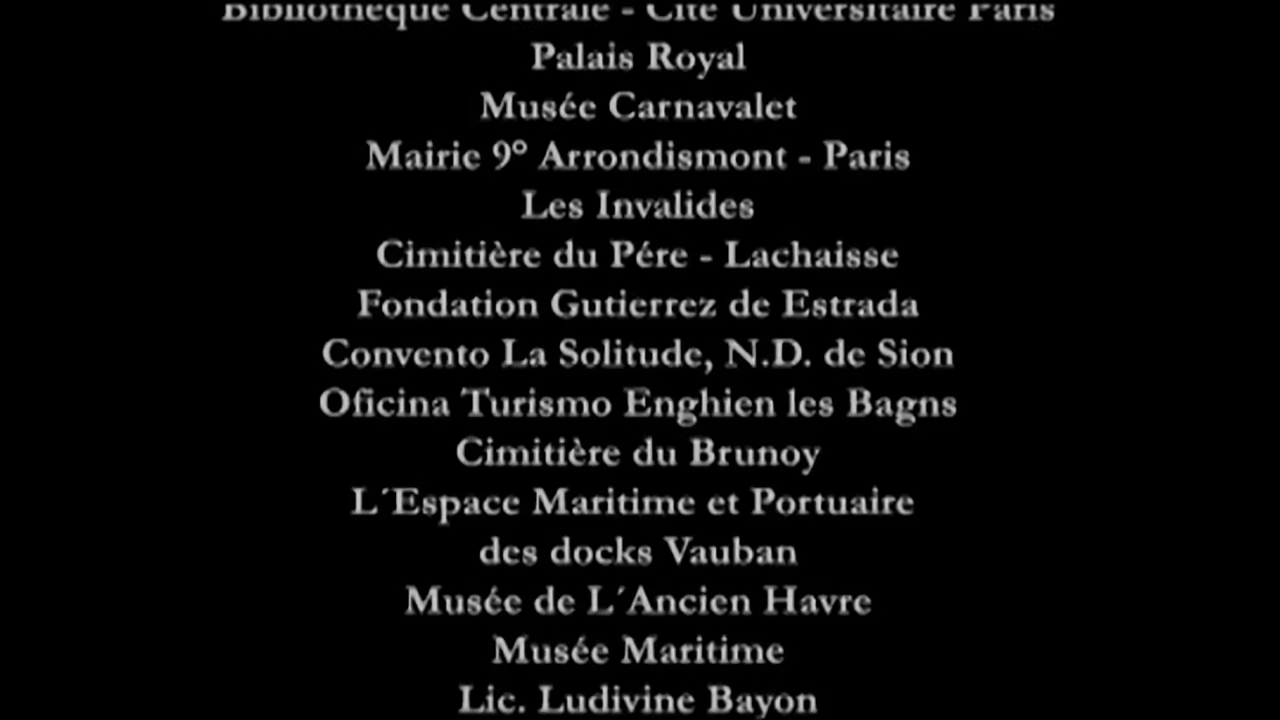 Bibliothèque Centrale - Cité Universitaire Paris
Palais Royal
Musée Carnavalet
Mairie 9° Arrondismont - Paris
Les Invalides
Cimitière du Pére - Lachaisse
Fondation Gutierrez de Estrada
Convento La Solitude, N.D. de Sion
Oficina Turismo Enghien les Bagns
Cimitière du Brunoy
L´Espace Maritime et Portuaire
des docks Vauban
Musée de L´Ancien Havre
Musée Maritime
Lic. Ludivine Bayon